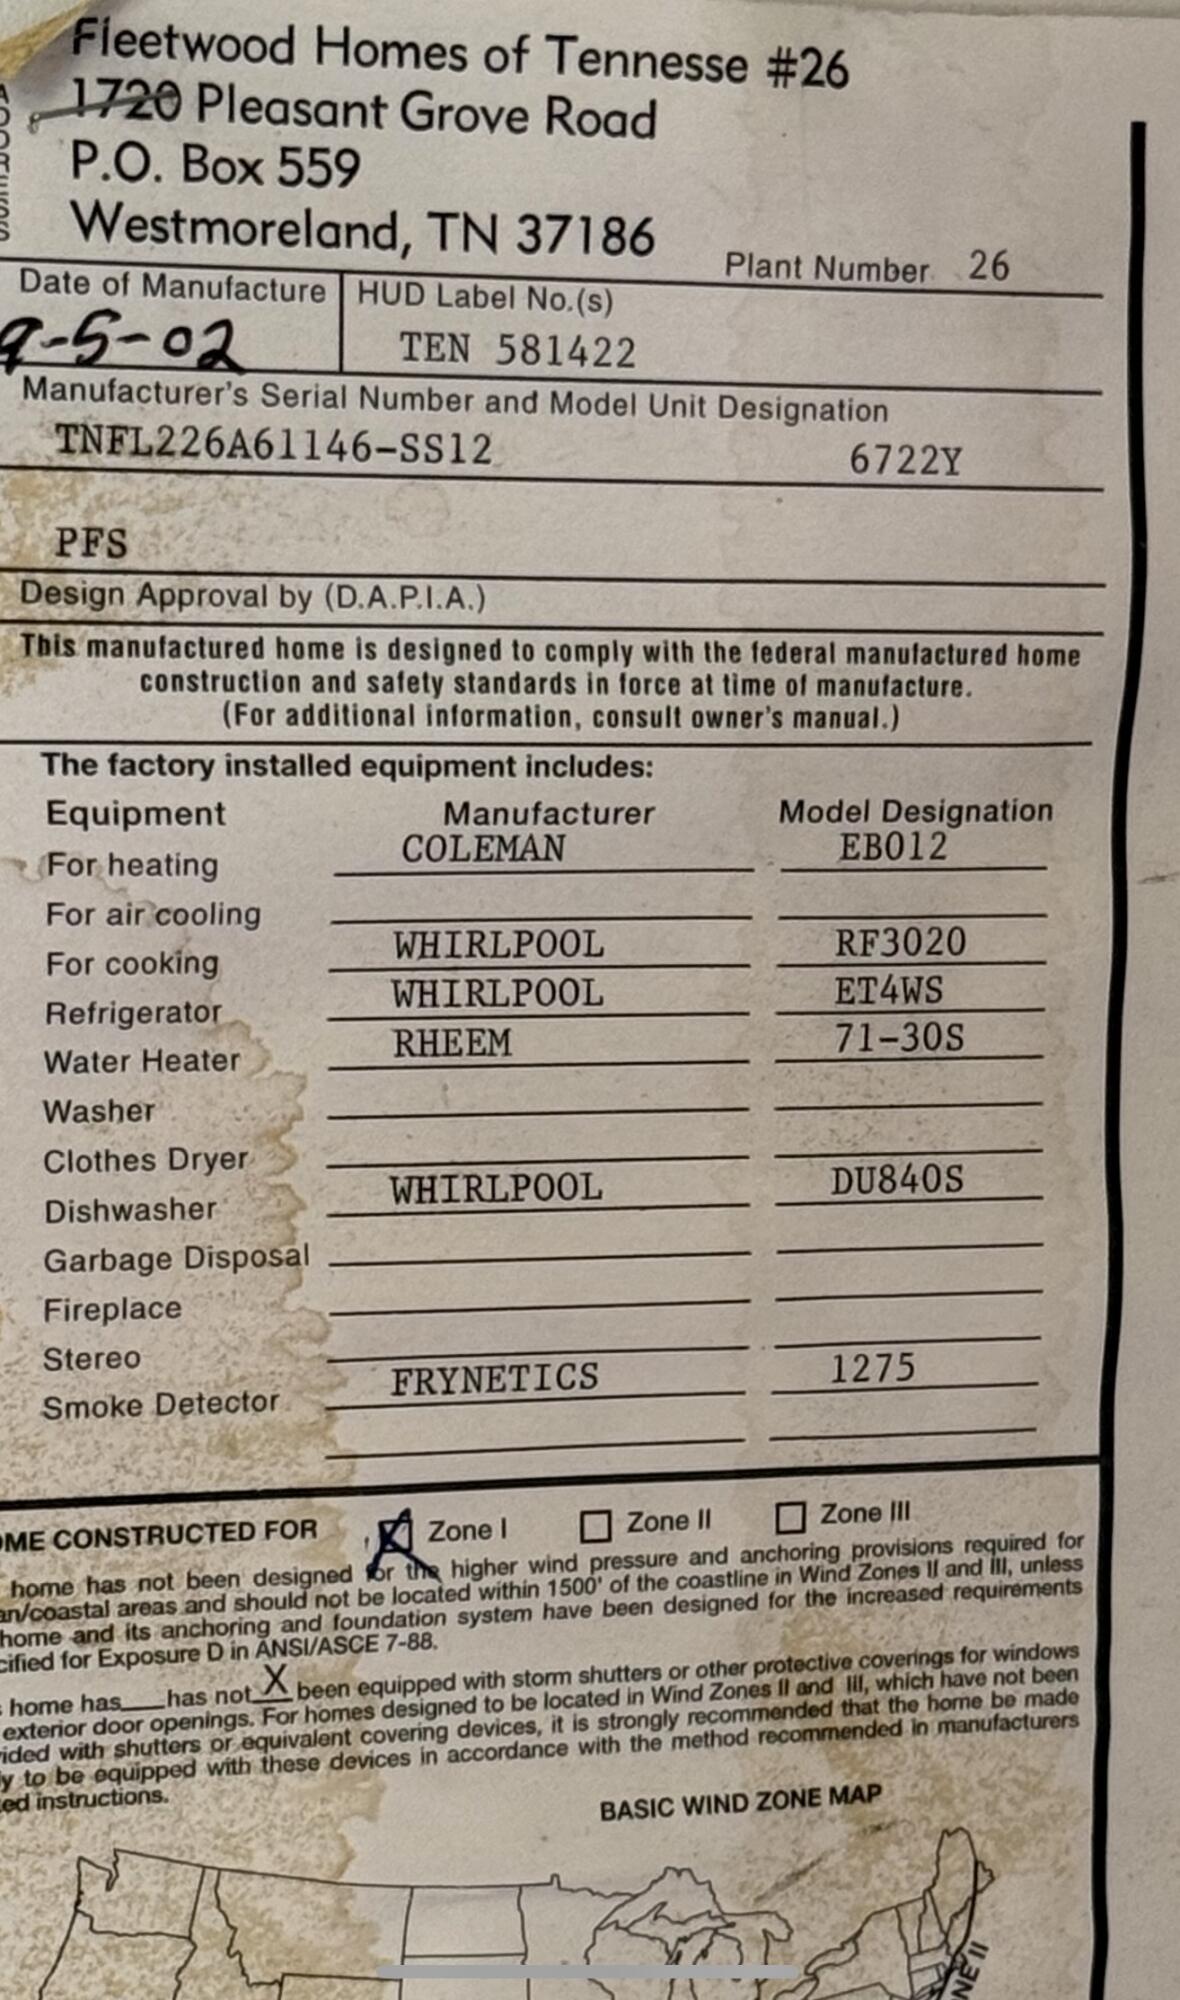 ADDRESS
Fleetwood Homes of Tennesse #26
1720 Pleasant Grove Road
P.O. Box 559
Westmoreland, TN 37186
Plant Number 26
Date of Manufacture
HUD Label No.(s)
9-5-02
TEN 581422
Manufacturer's Serial Number and Model Unit Designation
TNFL226A61146-SS12 6722Y
PFS
Design Approval by (D.A.P.I.A.)
This manufactured home is designed to comply with the federal manufactured home
construction and safety standards in force at time of manufacture.
(For additional information, consult owner's manual.)
The factory installed equipment includes:
Equipment Manufacturer Model Designation
For heating COLEMAN EB012
For air cooling
For cooking WHIRLPOOL RF3020
Refrigerator WHIRLPOOL ET4WS
Water Heater RHEEM 71-30S
Washer
Clothes Dryer
Dishwasher WHIRLPOOL DU840S
Garbage Disposal
Fireplace
Stereo
Smoke Detector FRYNETICS 1275
OME CONSTRUCTED FOR X Zone I Zone II Zone III
home has not been designed for the higher wind pressure and anchoring provisions required for
an/coastal areas and should not be located within 1500' of the coastline in Wind Zones II and III, unless
home and its anchoring and foundation system have been designed for the increased requirements
cified for Exposure D in ANSI/ASCE 7-88.
home has___has not X been equipped with storm shutters or other protective coverings for windows
exterior door openings. For homes designed to be located in Wind Zones II and III, which have not been
vided with shutters or equivalent covering devices, it is strongly recommended that the home be made
y to be equipped with these devices in accordance with the method recommended in manufacturers
ed instructions.
BASIC WIND ZONE MAP
NE II